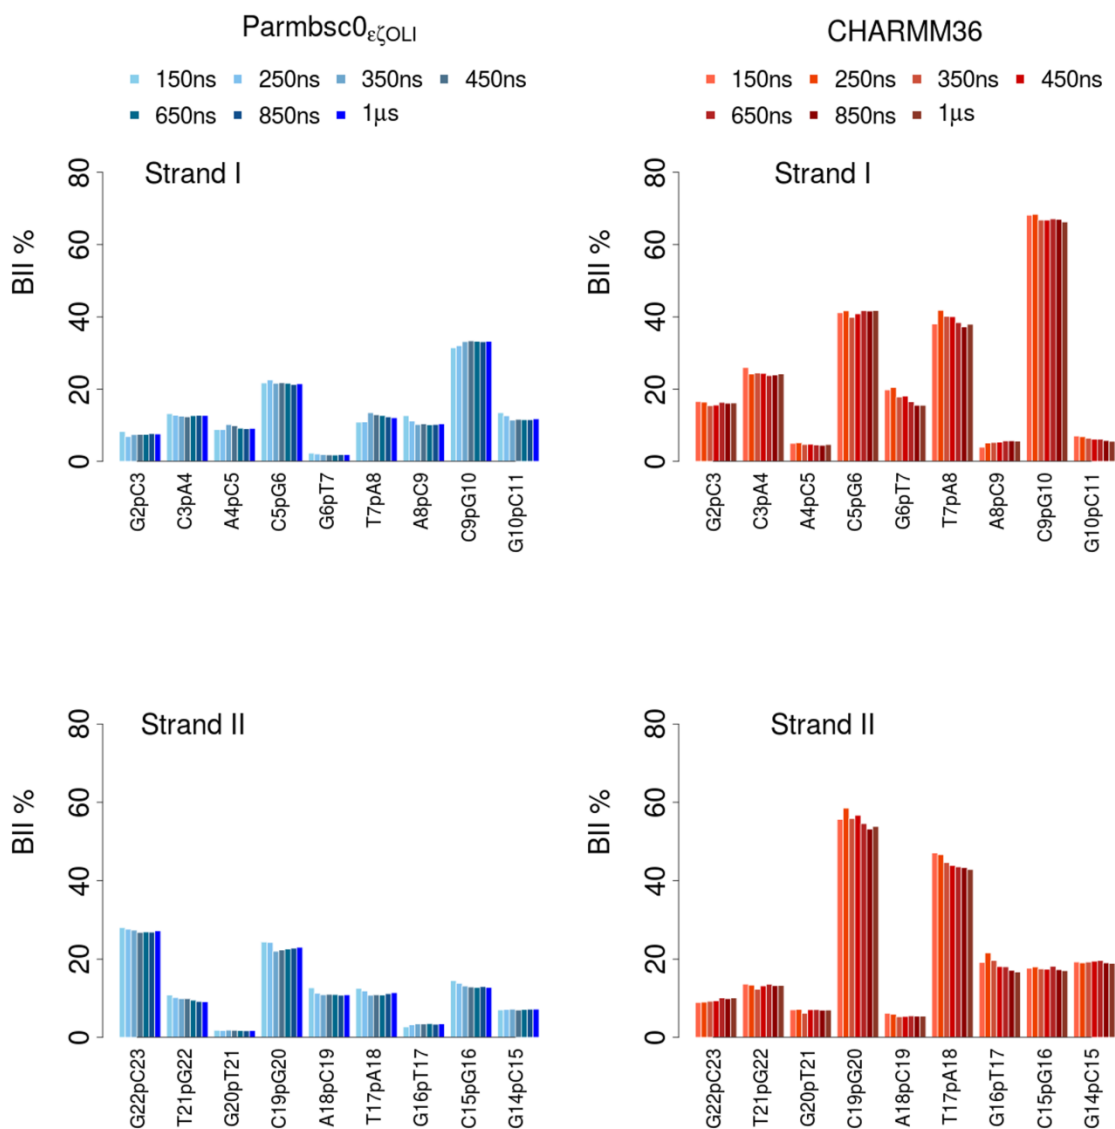 Parmbsc0εζOLI
150ns 250ns 350ns 450ns
650ns 850ns 1μs
CHARMM36
150ns 250ns 350ns 450ns
650ns 850ns 1μs
Strand I
BII %
80
60
40
20
0
G2pC3 C3pA4 A4pC5 C5pG6 G6pT7 T7pA8 A8pC9 C9pG10 G10pC11
Strand I
BII %
80
60
40
20
0
G2pC3 C3pA4 A4pC5 C5pG6 G6pT7 T7pA8 A8pC9 C9pG10 G10pC11
Strand II
BII %
80
60
40
20
0
G22pC23 T21pG22 G20pT21 C19pG20 A18pC19 T17pA18 G16pT17 C15pG16 G14pC15
Strand II
BII %
80
60
40
20
0
G22pC23 T21pG22 G20pT21 C19pG20 A18pC19 T17pA18 G16pT17 C15pG16 G14pC15